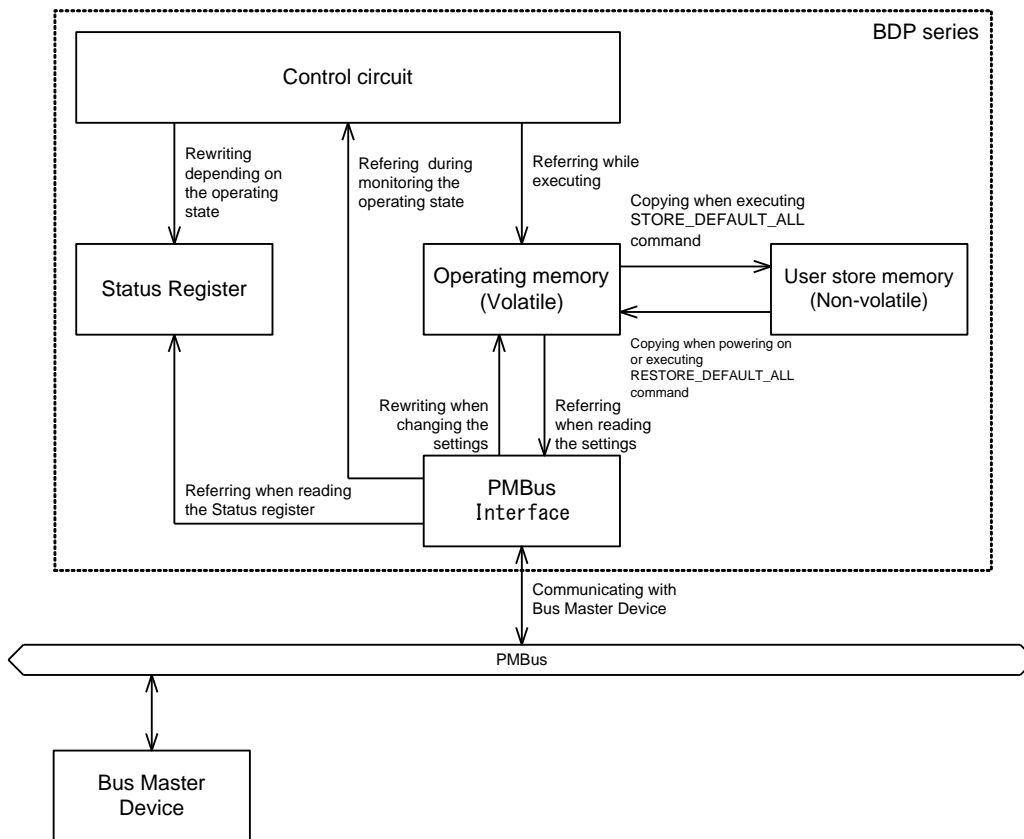 BDP series
Control circuit
Rewriting
depending on
the operating
state
Refering  during
monitoring the
operating state
Referring while
executing
Copying when executing
STORE_DEFAULT_ALL
command
Status Register
Operating memory
(Volatile)
User store memory
(Non-volatile)
Copying when powering on
or executing
RESTORE_DEFAULT_ALL
command
Rewriting when
changing the
settings
Referring
when reading
the settings
Referring when reading
the Status register
PMBus
Interface
Communicating with
Bus Master Device
PMBus
Bus Master
Device